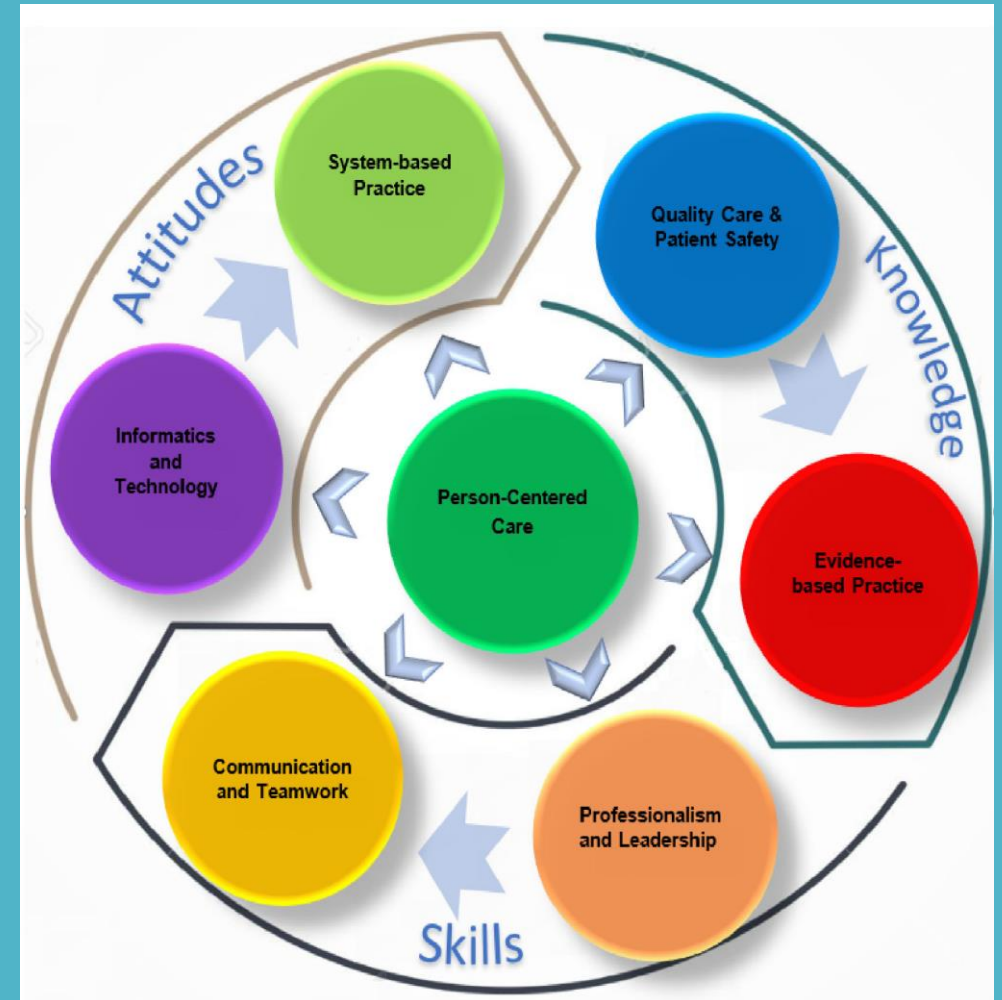 Attitudes
System-based
Practice
Quality Care &
Patient Safety
Knowledge
Informatics
and
Technology
Person-Centered
Care
Evidence-
based Practice
Communication
and Teamwork
Professionalism
and Leadership
Skills